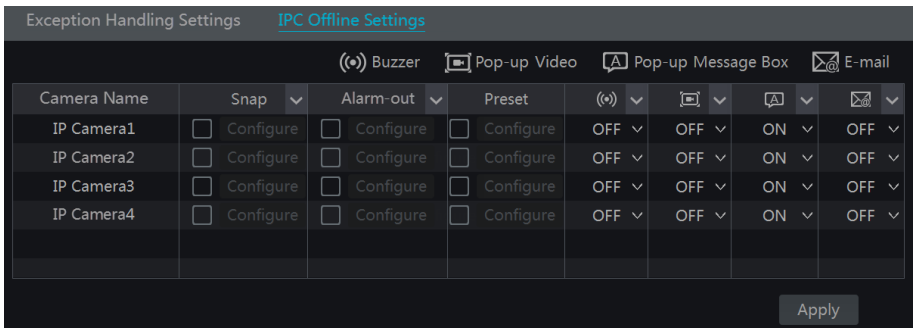 Exception Handling Settings IPC Offline Settings
Buzzer Pop-up Video A Pop-up Message Box E-mail
Camera Name Snap Alarm-out Preset A
IP Camera1 Configure Configure Configure OFF OFF ON OFF
IP Camera2 Configure Configure Configure OFF OFF ON OFF
IP Camera3 Configure Configure Configure OFF OFF ON OFF
IP Camera4 Configure Configure Configure OFF OFF ON OFF
Apply